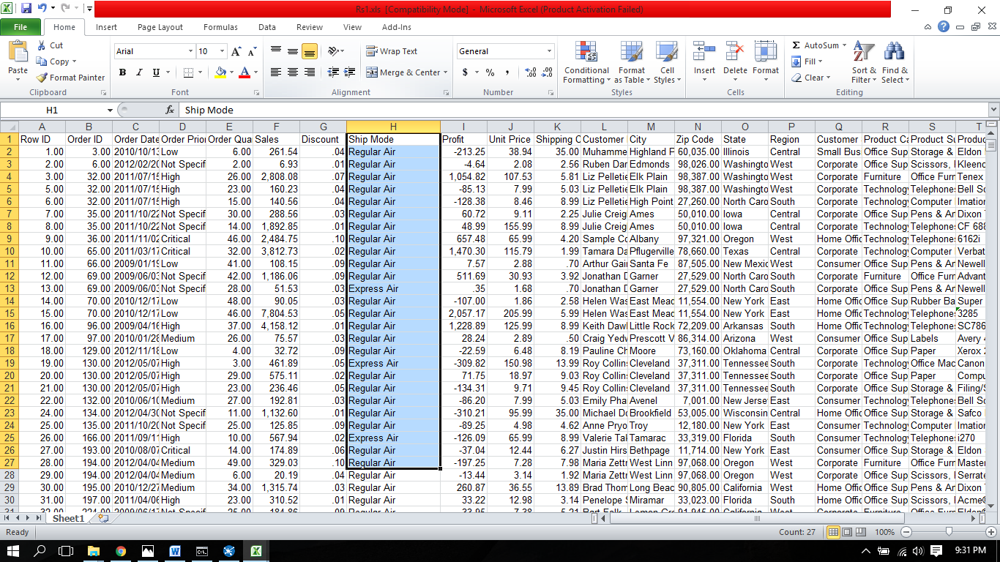 Rs1.xls [Compatibility Mode] - Microsoft Excel (Product Activation Failed)
File Home Insert Page Layout Formulas Data Review View Add-Ins
Paste Cut Copy Format Painter Clipboard
Arial 10 A A B I U A Font
Wrap Text Merge & Center Alignment
General $ % , Number
Conditional Formatting Format as Table Cell Styles Styles
Insert Delete Format Cells
Σ AutoSum Fill Clear Sort & Filter Find & Select Editing
H1 fx Ship Mode
A B C D E F G H I J K L M N O P Q R S T
1 Row ID Order ID Order Date Order Prior Order Qua Sales Discount Ship Mode Profit Unit Price Shipping C Customer City Zip Code State Region Customer Product Ca Product Su Produc
2 1.00 3.00 2010/10/13 Low 6.00 261.54 .04 Regular Air -213.25 38.94 35.00 Muhamme Highland P 60,035.00 Illinois Central Small Bus Office Sup Storage & Eldon
3 2.00 6.00 2012/02/20 Not Specif 2.00 6.93 .01 Regular Air -4.64 2.08 2.56 Ruben Dar Edmonds 98,026.00 Washingto West Corporate Office Sup Scissors, I Kleenc
4 3.00 32.00 2011/07/15 High 26.00 2,808.08 .07 Regular Air 1,054.82 107.53 5.81 Liz Pelletie Elk Plain 98,387.00 Washingto West Corporate Furniture Office Furr Tenex
5 5.00 32.00 2011/07/15 High 23.00 160.23 .04 Regular Air -85.13 7.99 5.03 Liz Pelletie Elk Plain 98,387.00 Washingto West Corporate Technology Telephones Bell So
6 6.00 32.00 2011/07/15 High 15.00 140.56 .04 Regular Air -128.38 8.46 8.99 Liz Pelletie High Point 27,260.00 North Caro South Corporate Technology Computer Imation
7 7.00 35.00 2011/10/22 Not Specif 30.00 288.56 .03 Regular Air 60.72 9.11 2.25 Julie Creig Ames 50,010.00 Iowa Central Corporate Office Sup Pens & Ar Dixon
8 8.00 35.00 2011/10/22 Not Specif 14.00 1,892.85 .01 Regular Air 48.99 155.99 8.99 Julie Creig Ames 50,010.00 Iowa Central Corporate Technology Telephones CF 688
9 9.00 36.00 2011/11/02 Critical 46.00 2,484.75 .10 Regular Air 657.48 65.99 4.20 Sample Co Albany 97,321.00 Oregon West Home Offic Technology Telephones 6162i
10 10.00 65.00 2011/03/17 Critical 32.00 3,812.73 .02 Regular Air 1,470.30 115.79 1.99 Tamara Da Pflugerville 78,660.00 Texas Central Corporate Technology Computer Verbat
11 11.00 66.00 2009/01/19 Low 41.00 108.15 .09 Regular Air 7.57 2.88 .70 Arthur Gai Santa Fe 87,505.00 New Mexic West Consumer Office Sup Pens & Ar Newell
12 12.00 69.00 2009/06/03 Not Specif 42.00 1,186.06 .09 Regular Air 511.69 30.93 3.92 Jonathan D Garner 27,529.00 North Caro South Corporate Furniture Office Furr Advant
13 13.00 69.00 2009/06/03 Not Specif 28.00 51.53 .03 Express Air .35 1.68 .70 Jonathan D Garner 27,529.00 North Caro South Corporate Office Sup Pens & Ar Newell
14 14.00 70.00 2010/12/17 Low 48.00 90.05 .03 Regular Air -107.00 1.86 2.58 Helen Was East Mead 11,554.00 New York East Home Offic Office Sup Rubber Ba Super
15 15.00 70.00 2010/12/17 Low 46.00 7,804.53 .05 Regular Air 2,057.17 205.99 5.99 Helen Was East Mead 11,554.00 New York East Home Offic Technology Telephones 3285
16 16.00 96.00 2009/04/16 High 37.00 4,158.12 .01 Regular Air 1,228.89 125.99 8.99 Keith Dawl Little Rock 72,209.00 Arkansas South Home Offic Technology Telephones SC786
17 17.00 97.00 2010/01/28 Medium 26.00 75.57 .03 Regular Air 28.24 2.89 .50 Craig Yedw Prescott V 86,314.00 Arizona West Consumer Office Sup Labels Avery
18 18.00 129.00 2012/11/18 Low 4.00 32.72 .09 Regular Air -22.59 6.48 8.19 Pauline Ch Moore 73,160.00 Oklahoma Central Corporate Office Sup Paper Xerox
19 19.00 130.00 2012/05/07 High 3.00 461.89 .05 Express Air -309.82 150.98 13.99 Roy Collin Cleveland 37,311.00 Tennessee South Corporate Technology Office Mac Canon
20 20.00 130.00 2012/05/07 High 29.00 575.11 .02 Regular Air 71.75 18.97 9.03 Roy Collin Cleveland 37,311.00 Tennessee South Corporate Office Sup Paper Compu
21 21.00 130.00 2012/05/07 High 23.00 236.46 .05 Regular Air -134.31 9.71 9.45 Roy Collin Cleveland 37,311.00 Tennessee South Corporate Office Sup Storage & Filing/S
22 22.00 132.00 2010/06/10 Medium 27.00 192.81 .03 Regular Air -86.20 7.99 5.03 Emily Pha Avenel 7,001.00 New Jerse East Consumer Technology Telephones Bell So
23 24.00 134.00 2012/04/30 Not Specif 11.00 1,132.60 .01 Regular Air -310.21 95.99 35.00 Michael Do Brookfield 53,005.00 Wisconsin Central Home Offic Office Sup Storage & Safco
24 25.00 135.00 2011/10/20 Not Specif 25.00 125.85 .09 Regular Air -89.25 4.98 4.62 Anne Pryo Troy 12,180.00 New York East Consumer Technology Computer Imation
25 26.00 166.00 2011/09/11 High 10.00 567.94 .02 Express Air -126.09 65.99 8.99 Valerie Tal Tamarac 33,319.00 Florida South Consumer Technology Telephones i270
26 27.00 193.00 2010/08/07 Critical 14.00 174.89 .06 Regular Air -37.04 12.44 6.27 Justin Hirs Bethpage 11,714.00 New York East Consumer Office Sup Storage & Eldon
27 28.00 194.00 2012/04/04 Medium 49.00 329.03 .10 Regular Air -197.25 7.28 7.98 Maria Zettr West Linn 97,068.00 Oregon West Corporate Furniture Office Furr Master
28 29.00 194.00 2012/04/04 Medium 6.00 20.19 .04 Regular Air -13.44 3.14 1.92 Maria Zettr West Linn 97,068.00 Oregon West Corporate Office Sup Scissors, I Serrate
29 30.00 195.00 2010/12/27 Medium 34.00 1,315.74 .03 Regular Air 260.87 36.55 13.89 Brad Thom Long Beac 90,805.00 California West Home Offic Office Sup Pens & Ar Dixon
30 31.00 197.00 2011/04/06 High 23.00 310.52 .01 Regular Air 33.22 12.98 3.14 Penelope S Miramar 33,023.00 Florida South Home Offic Office Sup Scissors, I Acme®
Sheet1
Ready Count: 27 100%
9:31 PM